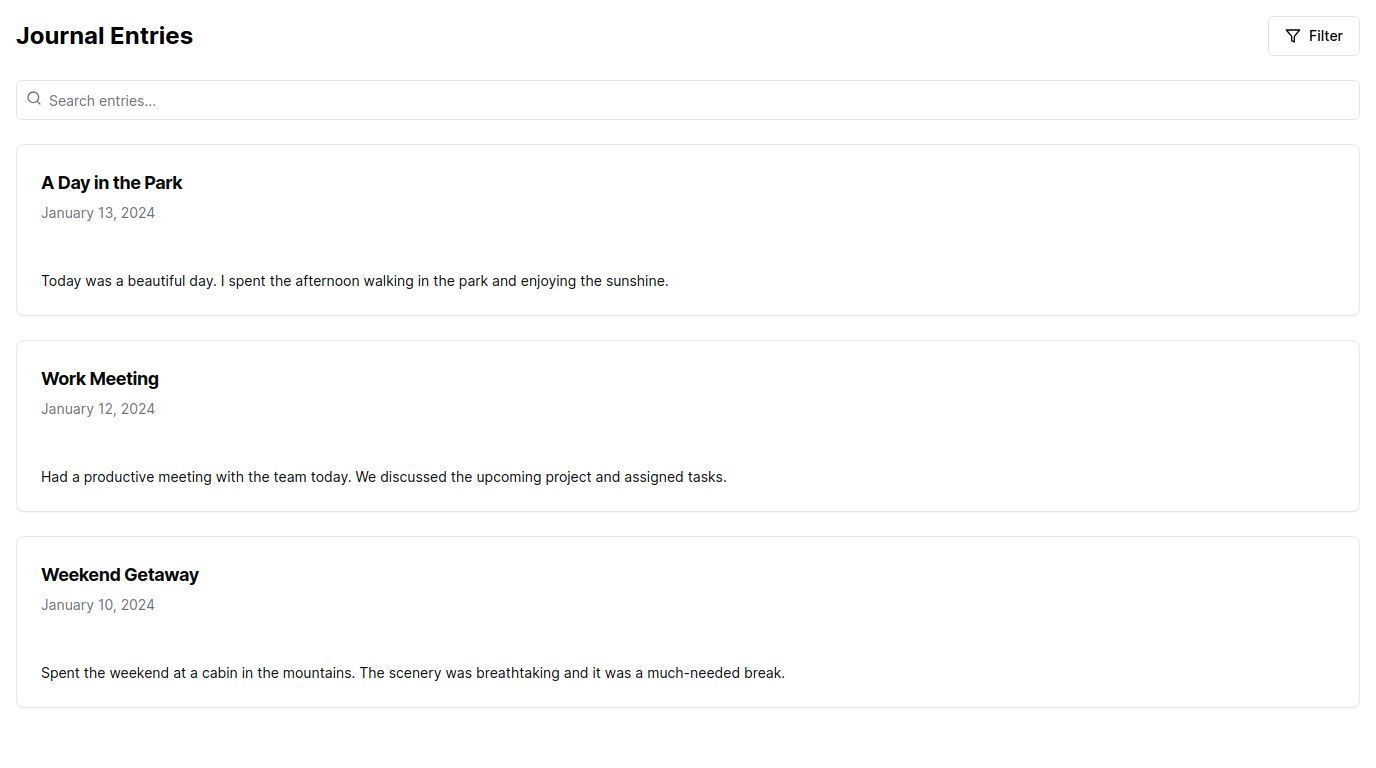 Journal Entries
Filter
Search entries...
A Day in the Park
January 13, 2024
Today was a beautiful day. I spent the afternoon walking in the park and enjoying the sunshine.
Work Meeting
January 12, 2024
Had a productive meeting with the team today. We discussed the upcoming project and assigned tasks.
Weekend Getaway
January 10, 2024
Spent the weekend at a cabin in the mountains. The scenery was breathtaking and it was a much-needed break.